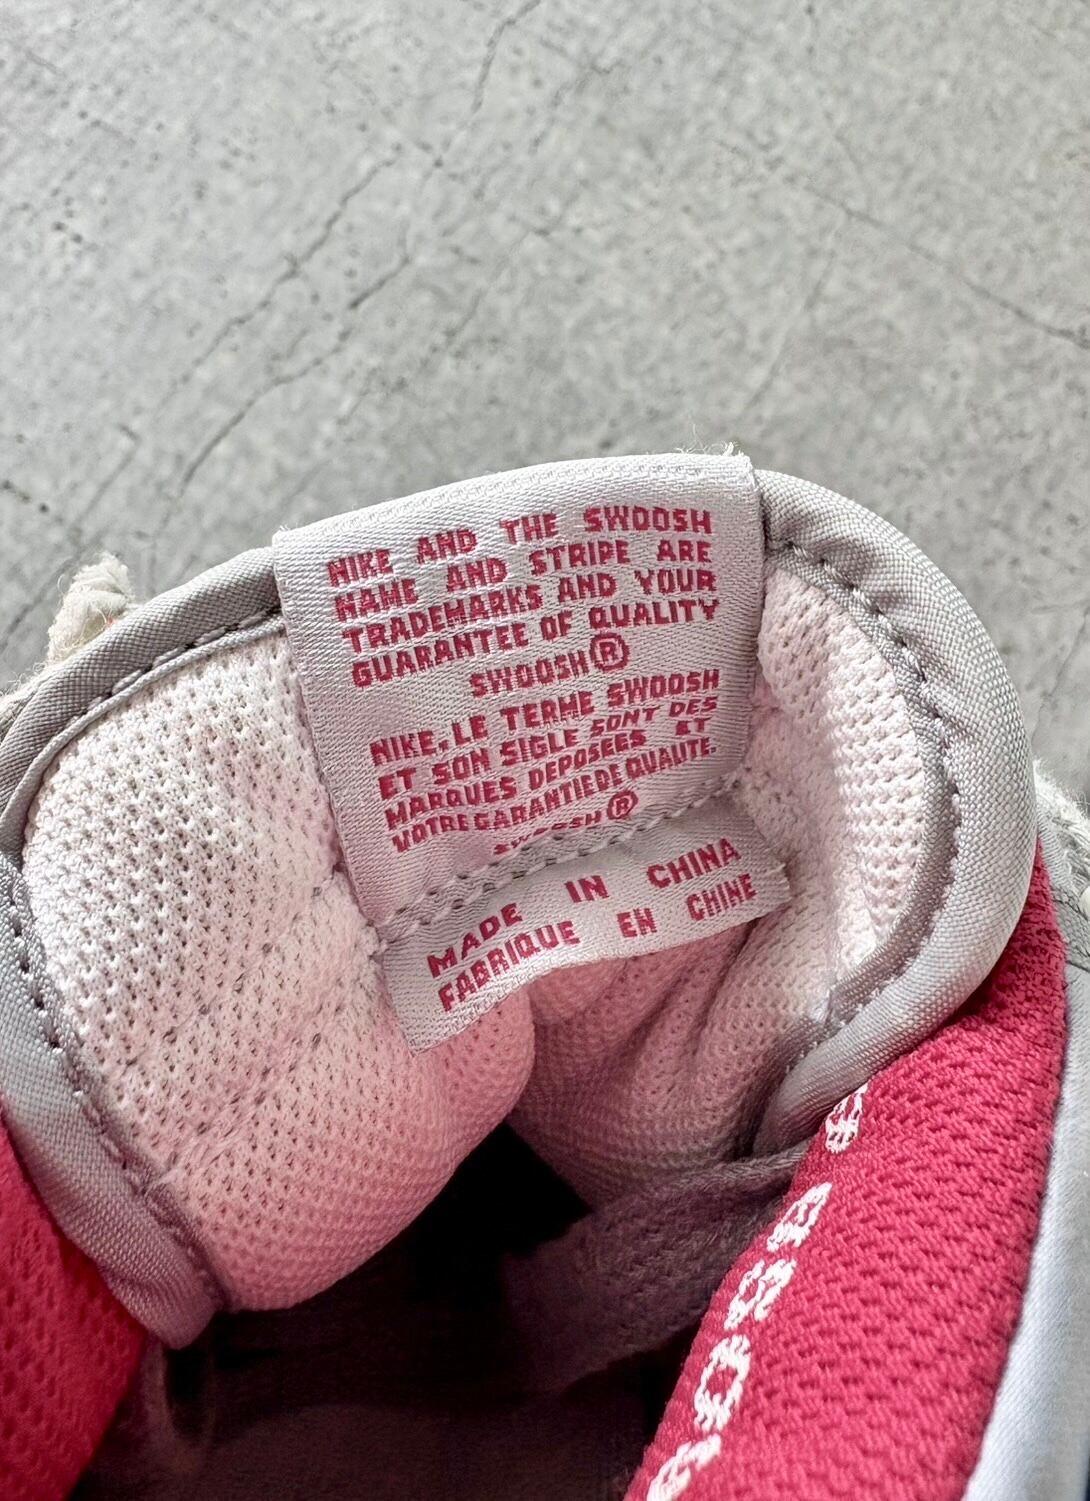 NIKE AND THE SWOOSH
NAME AND STRIPE ARE
TRADEMARKS AND YOUR
GUARANTEE OF QUALITY
SWOOSH®
NIKE, LE TERME SWOOSH
ET SON SIGLE SONT DES
MARQUES DEPOSEES ET
VOTRE GARANTIE DE QUALITE.
SWOOSH®
MADE IN CHINA
FABRIQUE EN CHINE